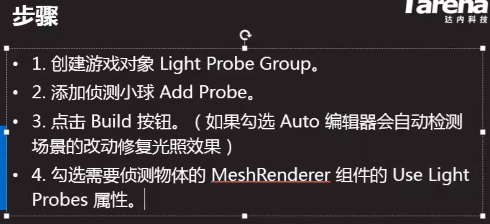 步骤
Tarena
达内科技
• 1. 创建游戏对象 Light Probe Group。
• 2. 添加侦测小球 Add Probe。
• 3. 点击 Build 按钮。（如果勾选 Auto 编辑器会自动检测
场景的改动修复光照效果）
• 4. 勾选需要侦测物体的 MeshRenderer 组件的 Use Light
Probes 属性。